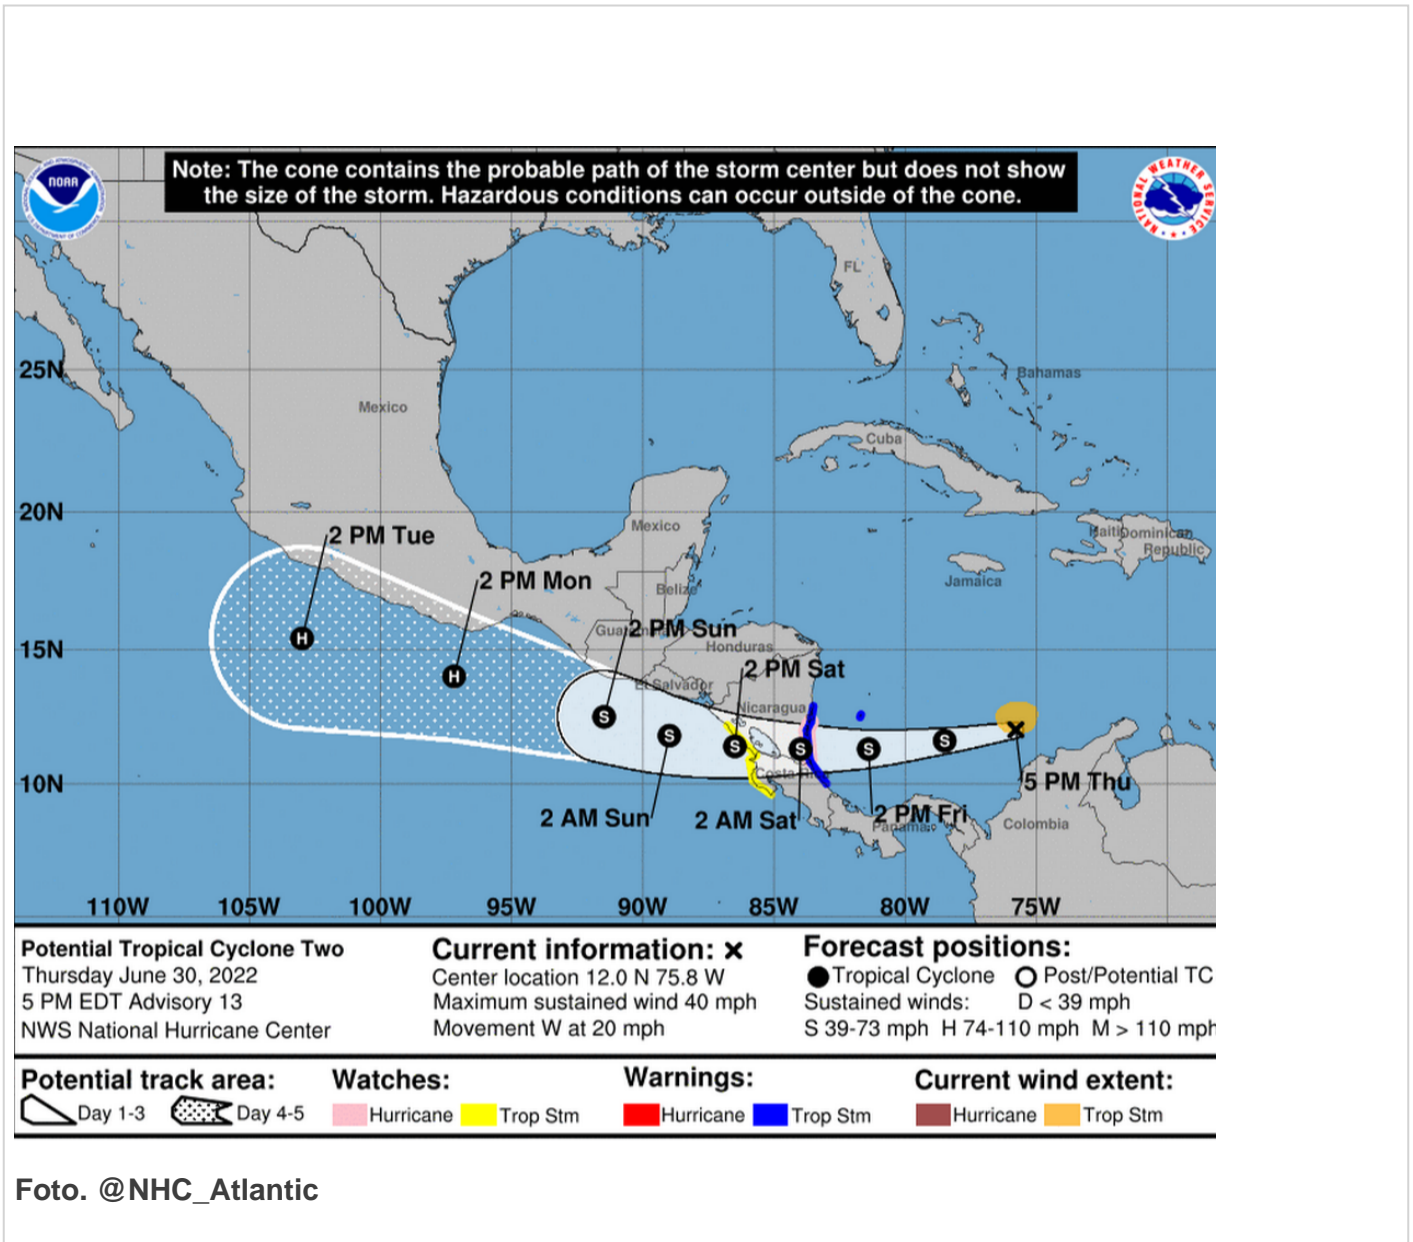 Note: The cone contains the probable path of the storm center but does not show
the size of the storm. Hazardous conditions can occur outside of the cone.
NOAA
NATIONAL WEATHER SERVICE
FL
25N
Bahamas
Mexico
Cuba
20N
Mexico
2 PM Tue
Haiti
Dominican
Republic
2 PM Mon
Jamaica
Belize
2 PM Sun
15N
Honduras
H
2 PM Sat
H
El Salvador
Nicaragua
S
S
S
S
S
S
10N
Costa
5 PM Thu
2 AM Sun
2 AM Sat
2 PM Fri
Panama
Colombia
110W 105W 100W 95W 90W 85W 80W 75W
Potential Tropical Cyclone Two
Thursday June 30, 2022
5 PM EDT Advisory 13
NWS National Hurricane Center
Current information: x
Center location 12.0 N 75.8 W
Maximum sustained wind 40 mph
Movement W at 20 mph
Forecast positions:
Tropical Cyclone Post/Potential TC
Sustained winds: D < 39 mph
S 39-73 mph H 74-110 mph M > 110 mph
Potential track area:
Day 1-3 Day 4-5
Watches:
Hurricane Trop Stm
Warnings:
Hurricane Trop Stm
Current wind extent:
Hurricane Trop Stm
Foto. @NHC_Atlantic